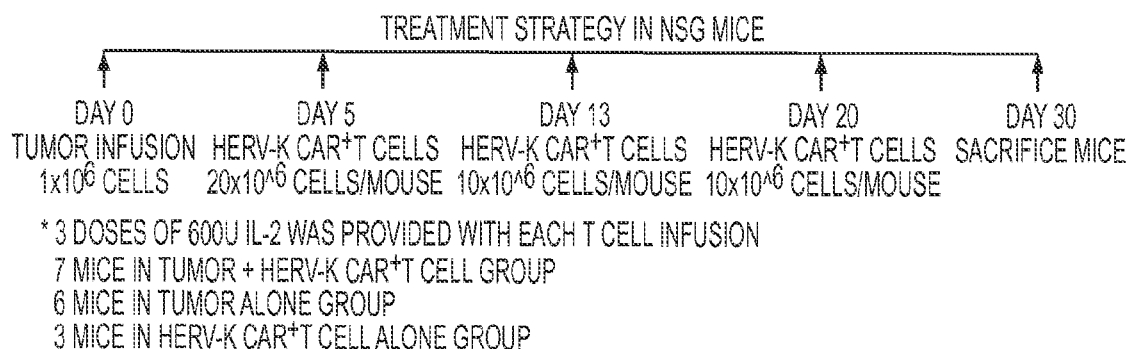 TREATMENT STRATEGY IN NSG MICE
DAY 0 DAY 5 DAY 13 DAY 20 DAY 30
TUMOR INFUSION HERV-K CAR+T CELLS HERV-K CAR+T CELLS HERV-K CAR+T CELLS SACRIFICE MICE
1x10^6 CELLS 20x10^6 CELLS/MOUSE 10x10^6 CELLS/MOUSE 10x10^6 CELLS/MOUSE
* 3 DOSES OF 600U IL-2 WAS PROVIDED WITH EACH T CELL INFUSION
7 MICE IN TUMOR + HERV-K CAR+T CELL GROUP
6 MICE IN TUMOR ALONE GROUP
3 MICE IN HERV-K CAR+T CELL ALONE GROUP